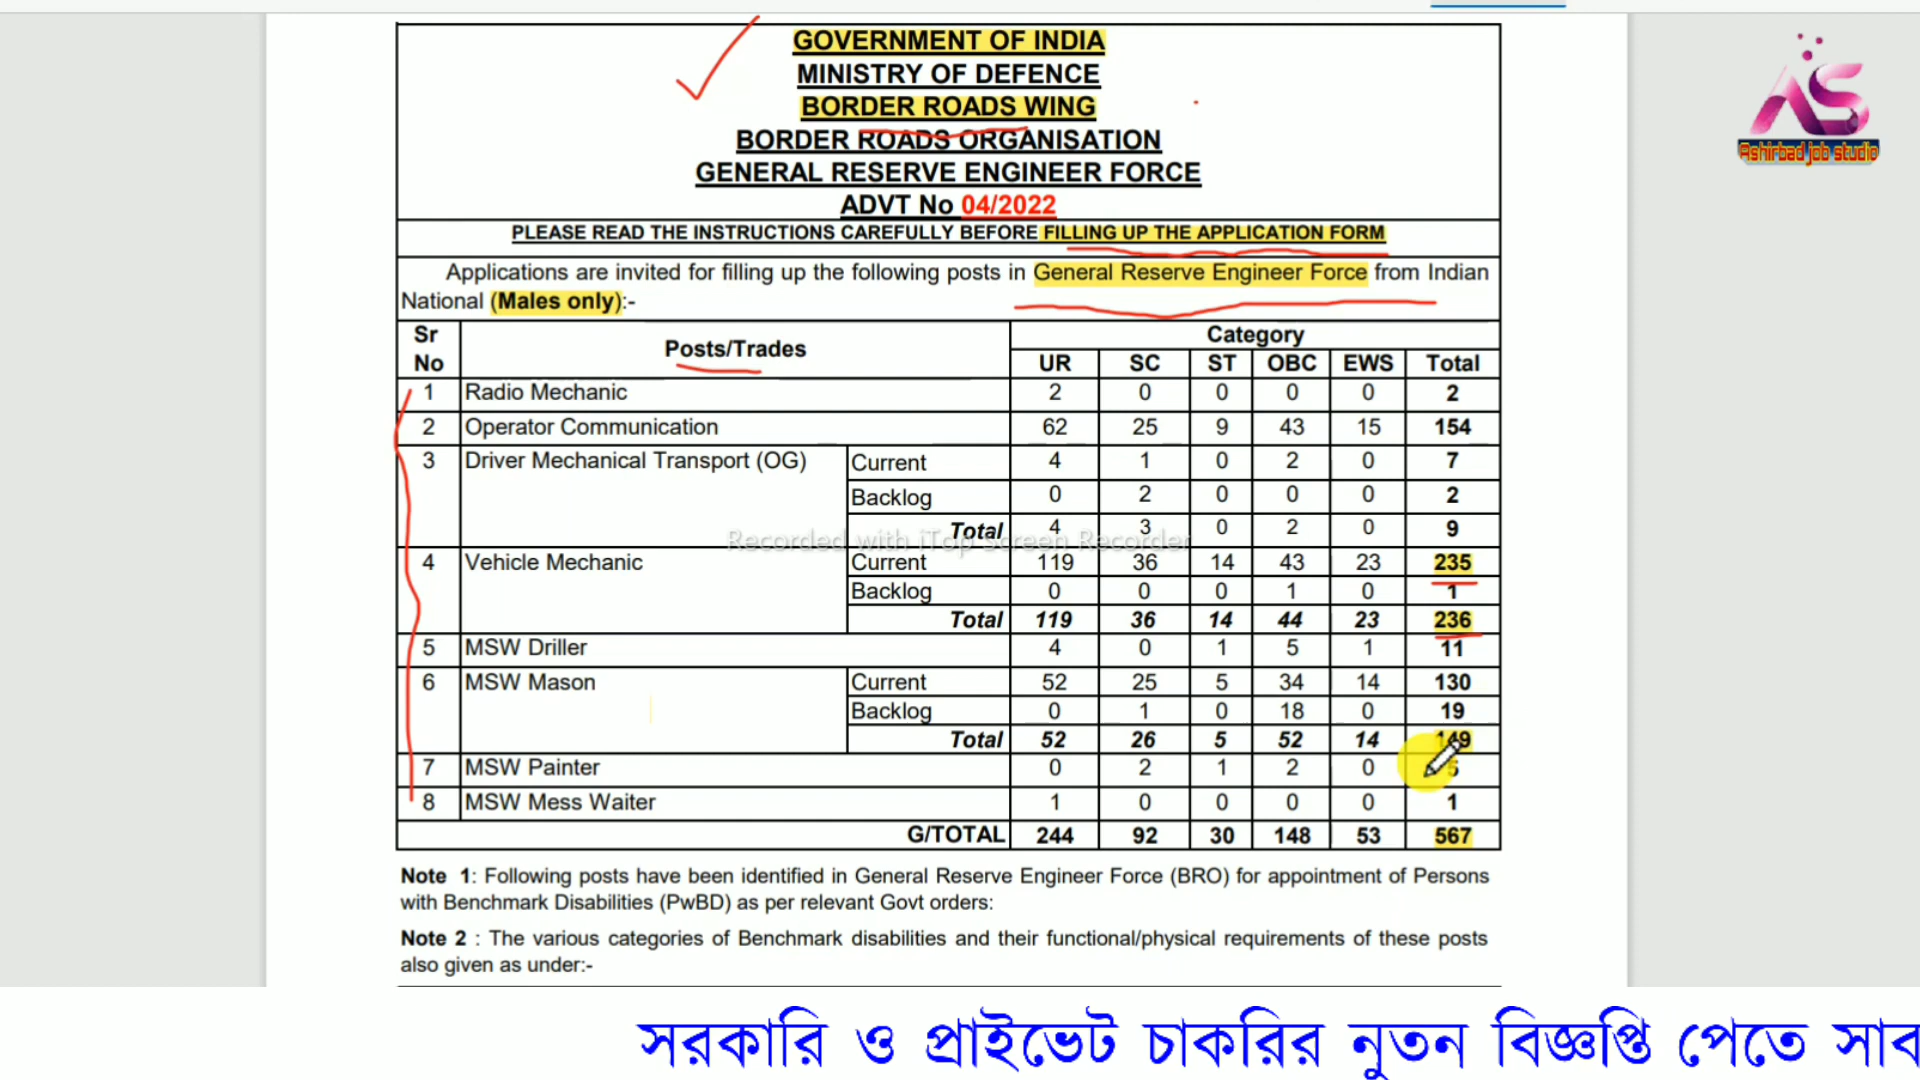 GOVERNMENT OF INDIA
MINISTRY OF DEFENCE
BORDER ROADS WING
BORDER ROADS ORGANISATION
GENERAL RESERVE ENGINEER FORCE
ADVT No 04/2022
PLEASE READ THE INSTRUCTIONS CAREFULLY BEFORE FILLING UP THE APPLICATION FORM
Applications are invited for filling up the following posts in General Reserve Engineer Force from Indian
National (Males only):-
Sr No Posts/Trades Category
UR SC ST OBC EWS Total
1 Radio Mechanic 2 0 0 0 0 2
2 Operator Communication 62 25 9 43 15 154
3 Driver Mechanical Transport (OG) Current 4 1 0 2 0 7
Backlog 0 2 0 0 0 2
Total 4 3 0 2 0 9
4 Vehicle Mechanic Current 119 36 14 43 23 235
Backlog 0 0 0 1 0 1
Total 119 36 14 44 23 236
5 MSW Driller 4 0 1 5 1 11
6 MSW Mason Current 52 25 5 34 14 130
Backlog 0 1 0 18 0 19
Total 52 26 5 52 14 149
7 MSW Painter 0 2 1 2 0 5
8 MSW Mess Waiter 1 0 0 0 0 1
G/TOTAL 244 92 30 148 53 567
Note 1: Following posts have been identified in General Reserve Engineer Force (BRO) for appointment of Persons
with Benchmark Disabilities (PwBD) as per relevant Govt orders:
Note 2 : The various categories of Benchmark disabilities and their functional/physical requirements of these posts
also given as under:-
Recorded with iTop Screen Recorder
AS
Ashirbad job studio
সরকারি ও প্রাইভেট চাকরির নুতন বিজ্ঞপ্তি পেতে সাব